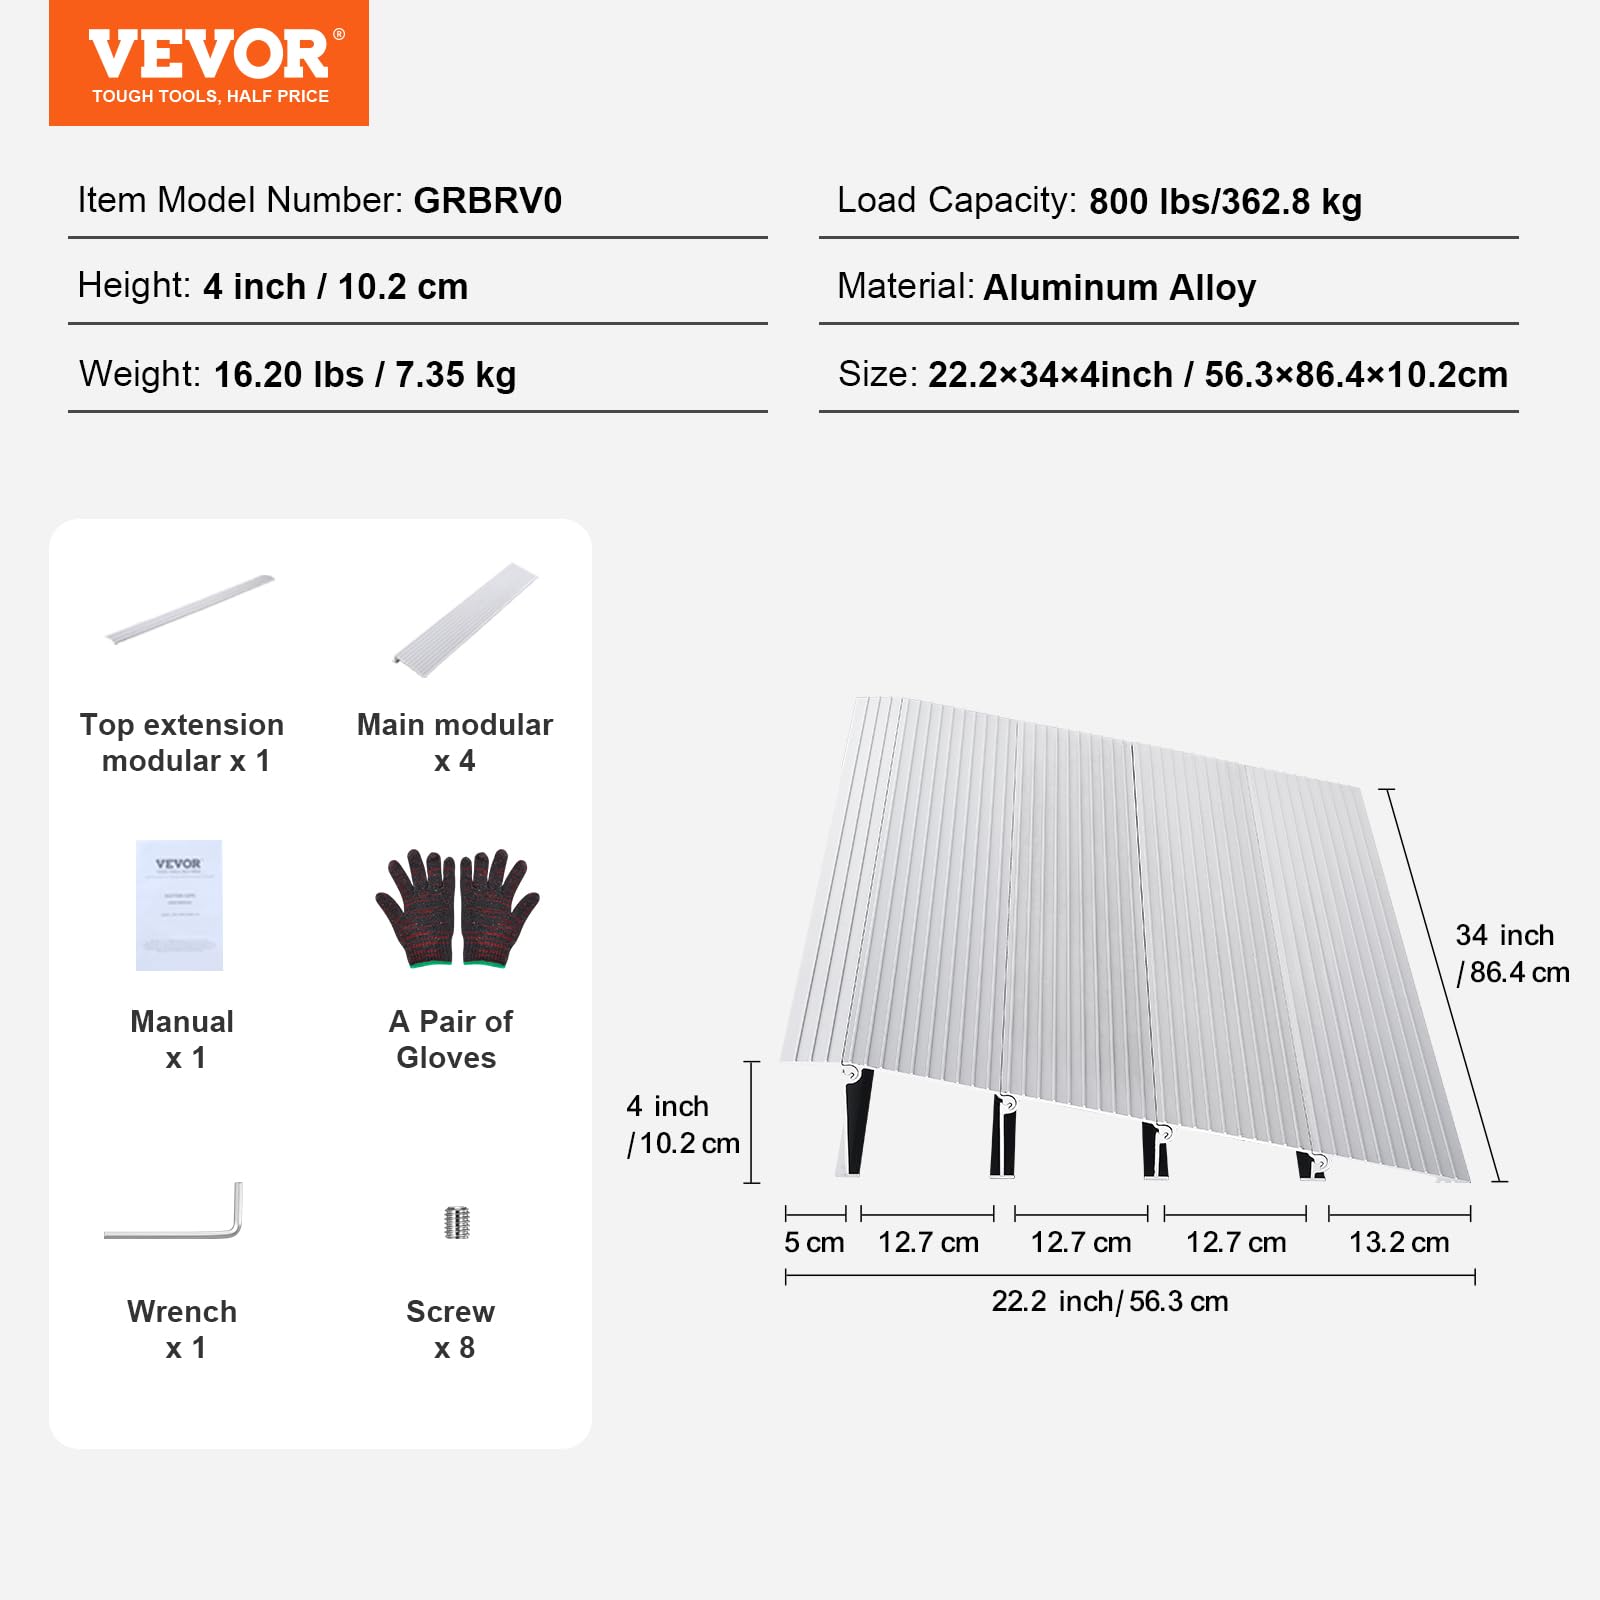 VEVOR®
TOUGH TOOLS, HALF PRICE
Item Model Number: GRBRV0
Load Capacity: 800 lbs/362.8 kg
Height: 4 inch / 10.2 cm
Material: Aluminum Alloy
Weight: 16.20 lbs / 7.35 kg
Size: 22.2×34×4inch / 56.3×86.4×10.2cm
Top extension
modular x 1
Main modular
x 4
VEVOR
Manual
x 1
A Pair of
Gloves
Wrench
x 1
Screw
x 8
34 inch
/86.4 cm
4 inch
/10.2 cm
5 cm
12.7 cm
12.7 cm
12.7 cm
13.2 cm
22.2 inch/56.3 cm